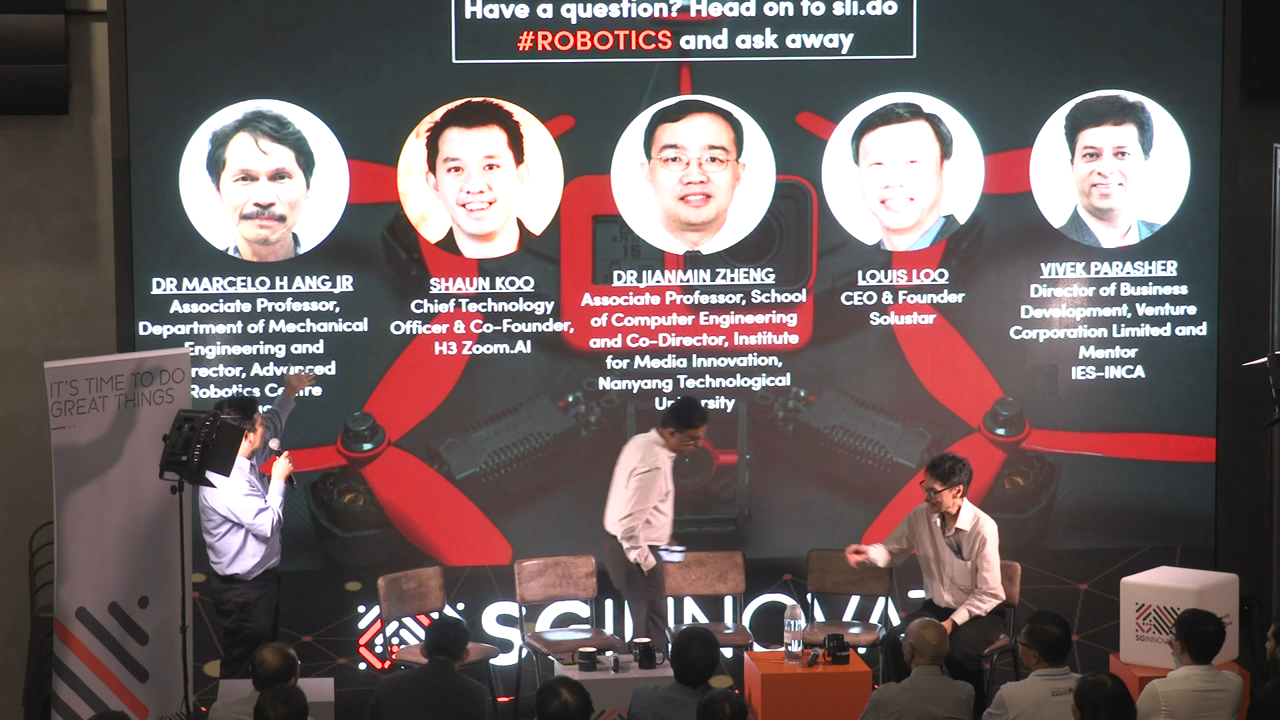 Have a question? Head on to sli.do
#ROBOTICS and ask away
DR MARCELO H ANG JR
Associate Professor,
Department of Mechanical
Engineering and
Advanced
Robotics Centre
SHAUN KOO
Chief Technology
Officer & Co-Founder,
H3 Zoom.AI
DR JIANMIN ZHENG
Associate Professor, School
of Computer Engineering
and Co-Director, Institute
for Media Innovation,
Nanyang Technological
University
LOUIS LOO
CEO & Founder
Solustar
VIVEK PARASHER
Director of Business
Development, Venture
Corporation Limited and
Mentor
IES-INCA
IT'S TIME TO DO
GREAT THINGS
SGINNOVA
SGINNOVA